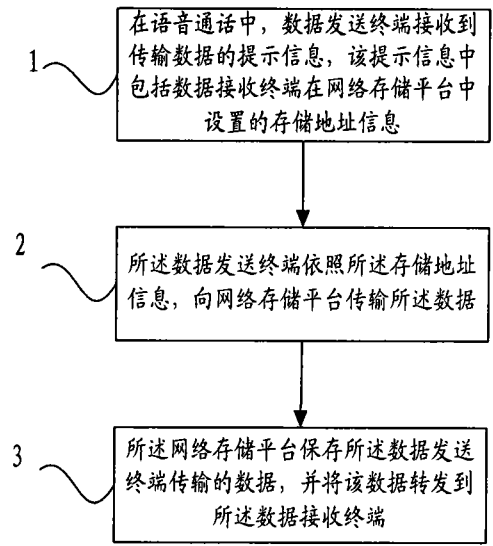 1
在语音通话中，数据发送终端接收到
传输数据的提示信息，该提示信息中
包括数据接收终端在网络存储平台中
设置的存储地址信息
2
所述数据发送终端依照所述存储地址
信息，向网络存储平台传输所述数据
3
所述网络存储平台保存所述数据发送
终端传输的数据，并将该数据转发到
所述数据接收终端